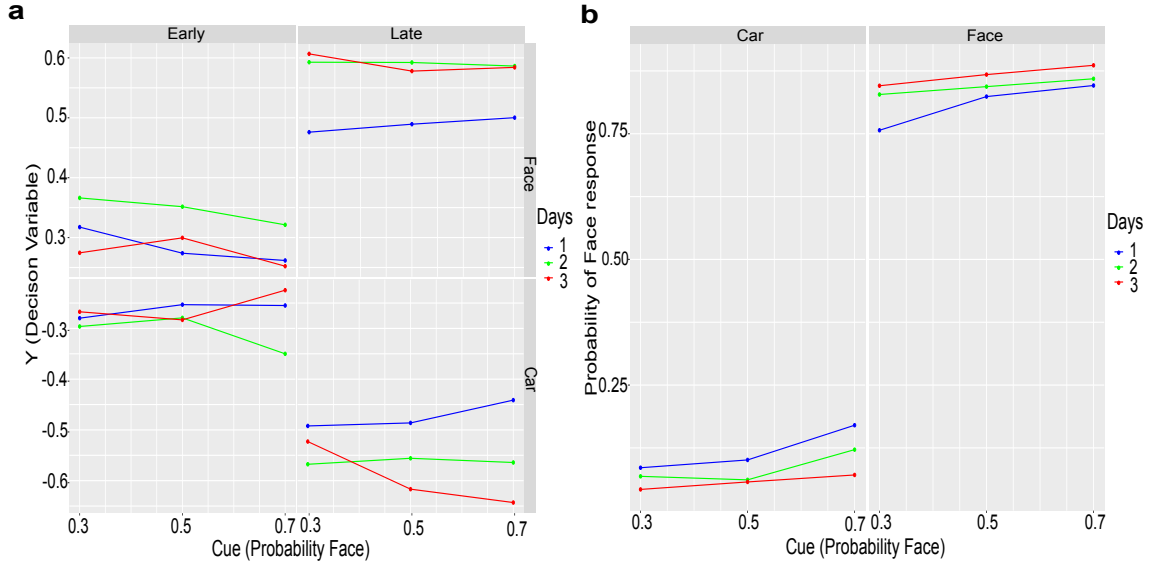 a
Early Late
Y (Decison Variable)
0.6
0.5
0.4
0.3
-0.3
-0.4
-0.5
-0.6
Face
Car
0.3 0.5 0.7 0.3 0.5 0.7
Cue (Probability Face)
Days
1
2
3
b
Car Face
Probability of Face response
0.75
0.50
0.25
0.3 0.5 0.7 0.3 0.5 0.7
Cue (Probability Face)
Days
1
2
3